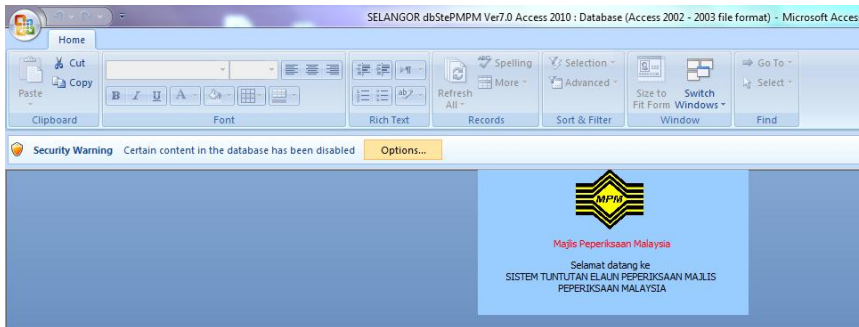 SELANGOR dbStePMPM Ver7.0 Access 2010 : Database (Access 2002 - 2003 file format) - Microsoft Acces
Home
Cut
Copy
Paste
Clipboard
B I U A
Font
Rich Text
Refresh All
Spelling
More
Records
Selection
Advanced
Sort & Filter
Size to Fit Form
Switch Windows
Window
Go To
Select
Find
Security Warning Certain content in the database has been disabled Options...
MPM
Majlis Peperiksaan Malaysia
Selamat datang ke
SISTEM TUNTUTAN ELAUN PEPERIKSAAN MAJLIS
PEPERIKSAAN MALAYSIA